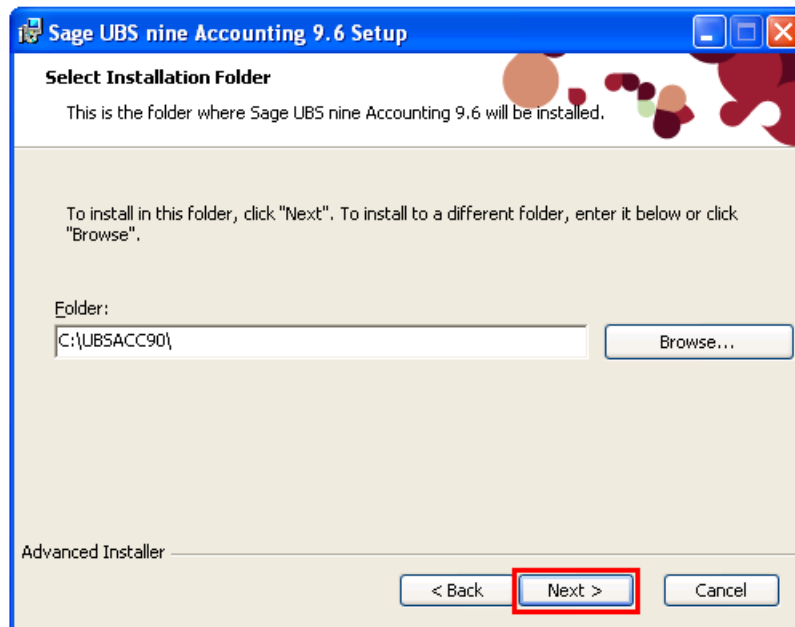 Sage UBS nine Accounting 9.6 Setup
Select Installation Folder
This is the folder where Sage UBS nine Accounting 9.6 will be installed.
To install in this folder, click "Next". To install to a different folder, enter it below or click
"Browse".
Folder:
C:\UBSACC90\
Browse...
Advanced Installer
< Back
Next >
Cancel